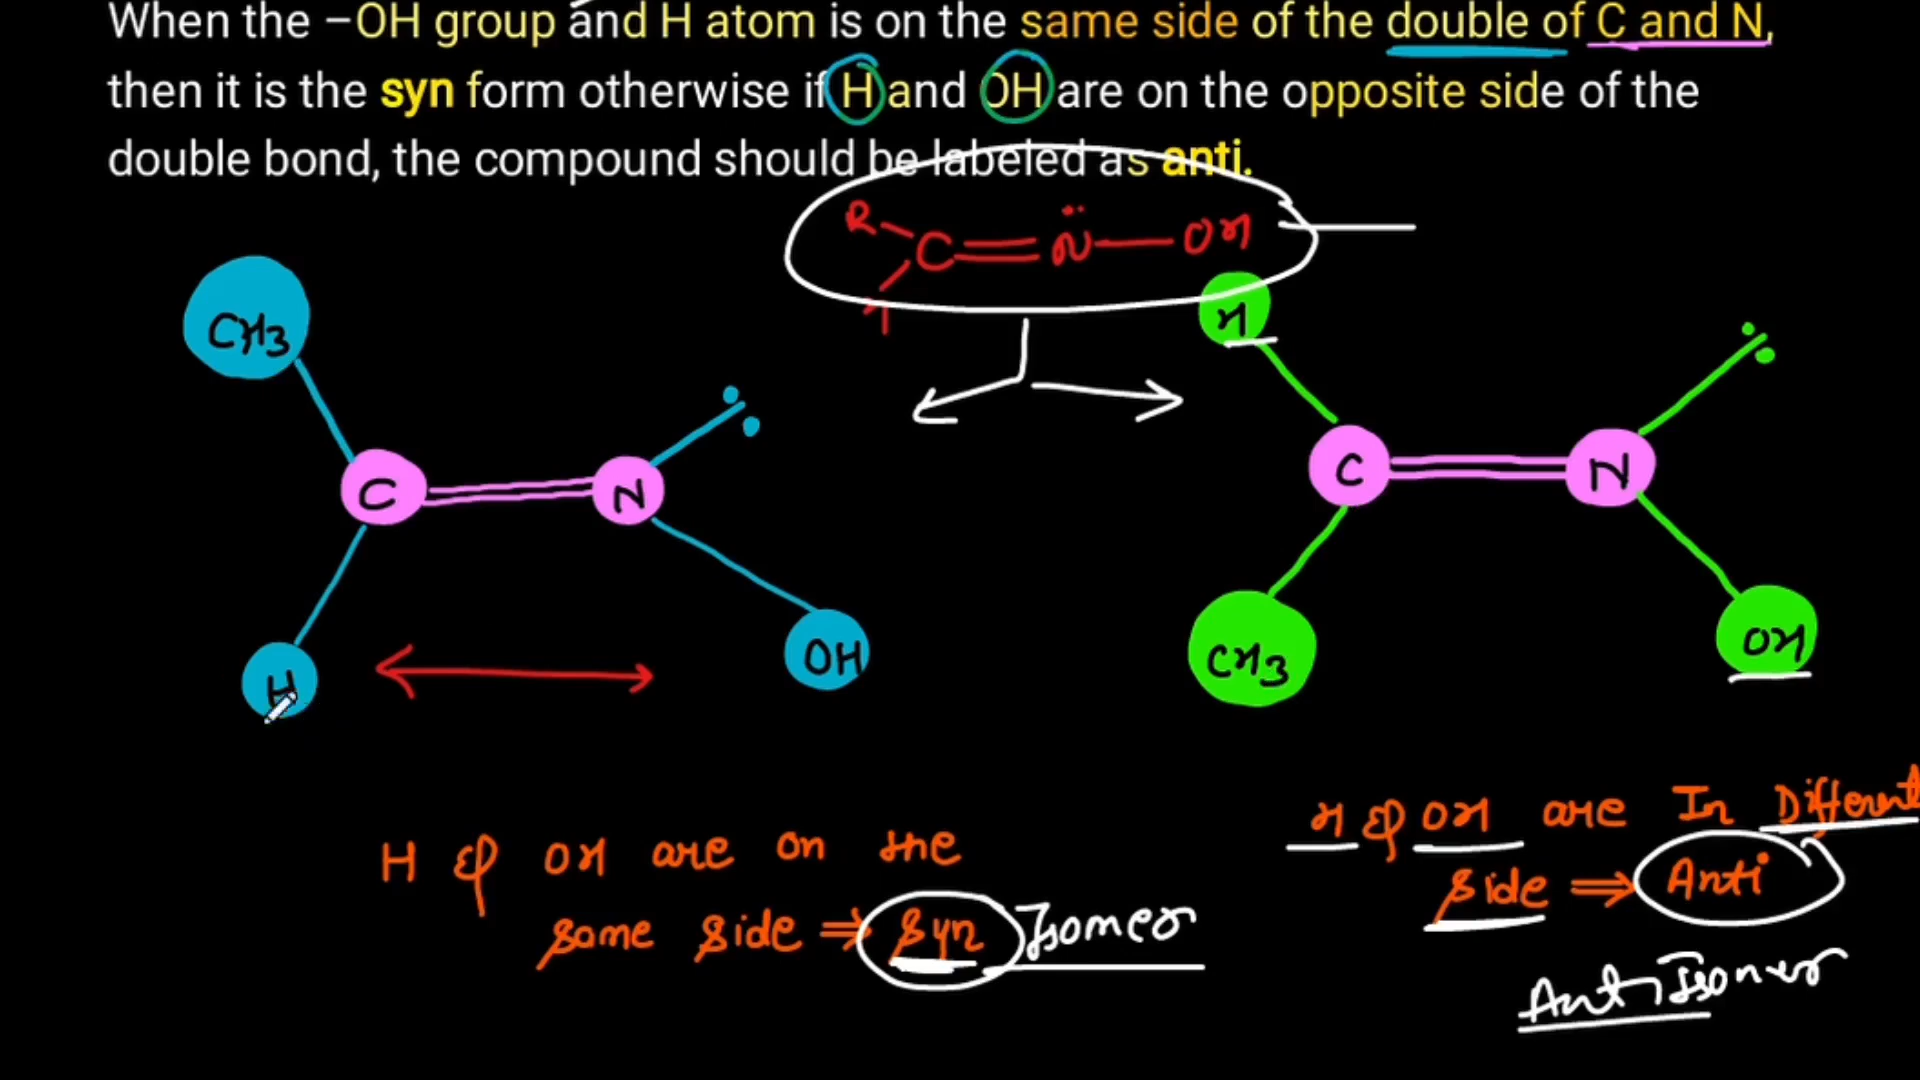 When the –OH group and H atom is on the same side of the double of C and N,
then it is the syn form otherwise if H and OH are on the opposite side of the
double bond, the compound should be labeled as anti.
R
C = N̈ — OH
H
CH3
C
N
H
OH
C
N
H
OH
CH3
H & OH are on the
same side ⇒ Syn Isomer
H & OH are In Different
Side ⇒ Anti
Anti Isomer